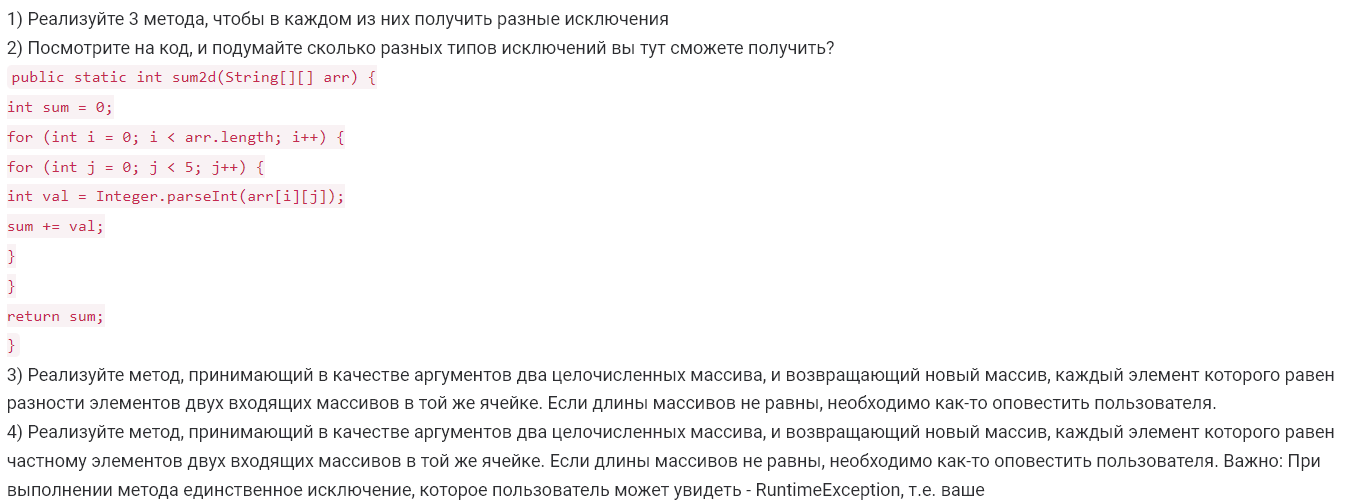 1) Реализуйте 3 метода, чтобы в каждом из них получить разные исключения
2) Посмотрите на код, и подумайте сколько разных типов исключений вы тут сможете получить?
public static int sum2d(String[][] arr) {
int sum = 0;
for (int i = 0; i < arr.length; i++) {
for (int j = 0; j < 5; j++) {
int val = Integer.parseInt(arr[i][j]);
sum += val;
}
}
return sum;
}
3) Реализуйте метод, принимающий в качестве аргументов два целочисленных массива, и возвращающий новый массив, каждый элемент которого равен
разности элементов двух входящих массивов в той же ячейке. Если длины массивов не равны, необходимо как-то оповестить пользователя.
4) Реализуйте метод, принимающий в качестве аргументов два целочисленных массива, и возвращающий новый массив, каждый элемент которого равен
частному элементов двух входящих массивов в той же ячейке. Если длины массивов не равны, необходимо как-то оповестить пользователя. Важно: При
выполнении метода единственное исключение, которое пользователь может увидеть - RuntimeException, т.е. ваше